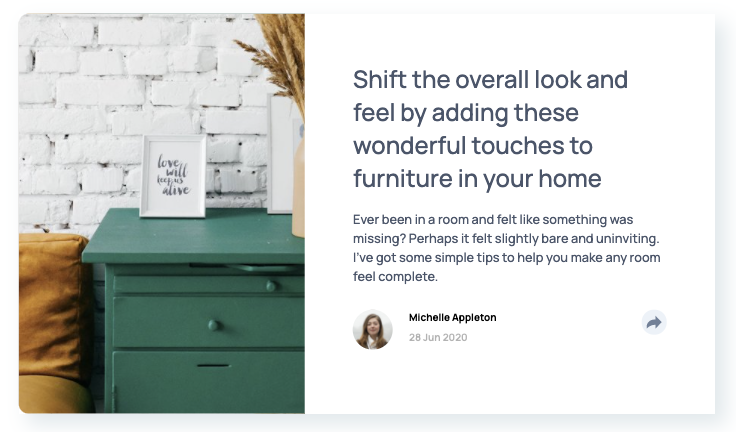 love
will
keep us
alive
Shift the overall look and
feel by adding these
wonderful touches to
furniture in your home
Ever been in a room and felt like something was
missing? Perhaps it felt slightly bare and uninviting.
I've got some simple tips to help you make any room
feel complete.
Michelle Appleton
28 Jun 2020